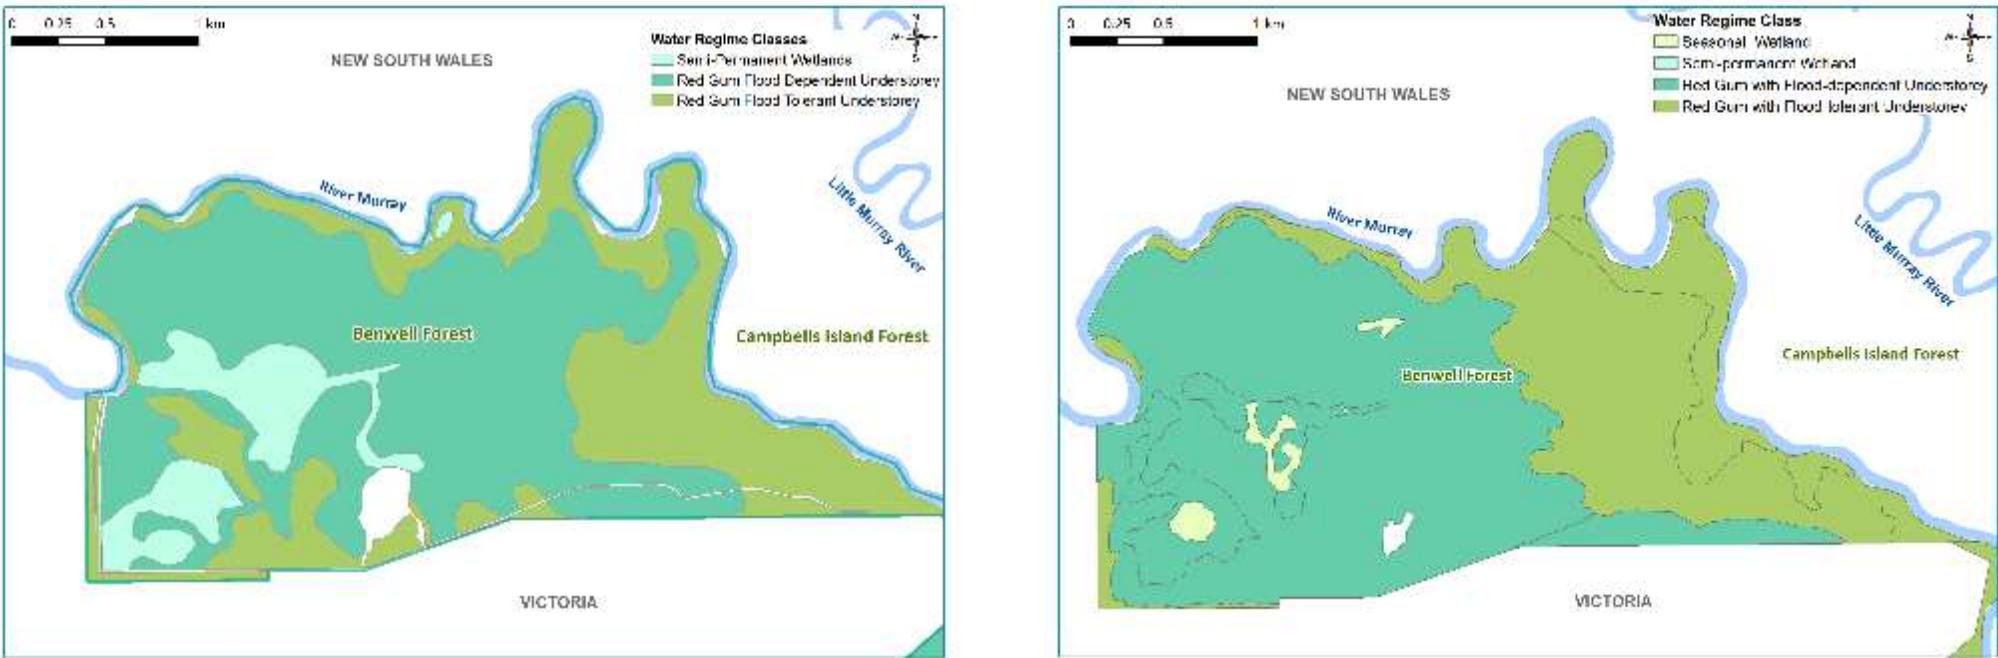 0 0.25 0.5 1 km
NEW SOUTH WALES
Water Regime Classes
Semi-Permanent Wetlands
Red Gum Flood Dependent Understorey
Red Gum Flood Tolerant Understorey
N
W
S
River Murray
Little Murray River
Benwell Forest
Campbells Island Forest
VICTORIA
0 0.25 0.5 1 km
NEW SOUTH WALES
Water Regime Class
Seasonal Wetland
Semi-permanent Wetland
Red Gum with Flood-dependent Understorey
Red Gum with Flood tolerant Understorey
N
W
S
River Murray
Little Murray River
Benwell Forest
Campbells Island Forest
VICTORIA